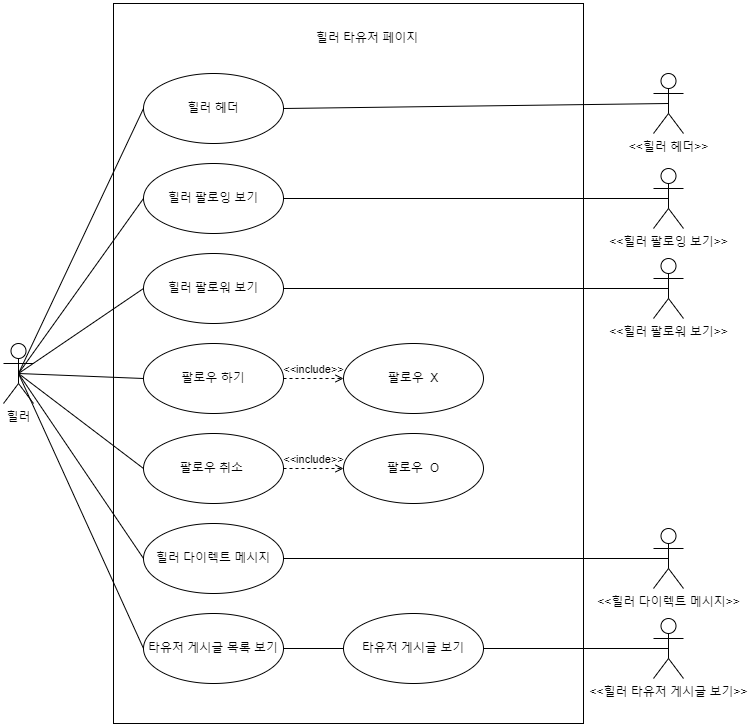 힐러 타유저 페이지
힐러 헤더
<<힐러 헤더>>
힐러 팔로잉 보기
<<힐러 팔로잉 보기>>
힐러 팔로워 보기
<<힐러 팔로워 보기>>
힐러
팔로우 하기
<<include>>
팔로우 X
팔로우 취소
<<include>>
팔로우 O
힐러 다이렉트 메시지
<<힐러 다이렉트 메시지>>
타유저 게시글 목록 보기
타유저 게시글 보기
<<힐러 타유저 게시글 보기>>